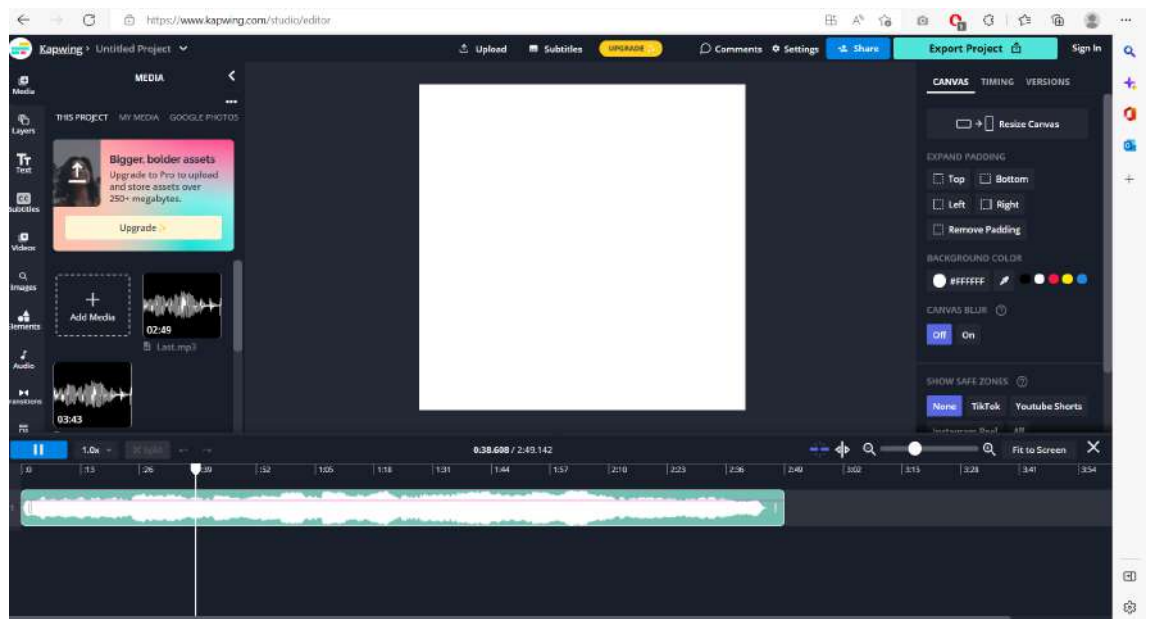 https://www.kapwing.com/studio/editor
Kapwing › Untitled Project
Upload
Subtitles
UPGRADE
Comments
Settings
Share
Export Project
Sign In
Media
Layers
Text
Subtitles
Videos
Images
Elements
Audio
MEDIA
THIS PROJECT MY MEDIA GOOGLE PHOTOS
Bigger, bolder assets
Upgrade to Pro to upload
and store assets over
250+ megabytes.
Upgrade
Add Media
02:49
Last.mp3
03:43
CANVAS TIMING VERSIONS
Resize Canvas
EXPAND PADDING
Top Bottom
Left Right
Remove Padding
BACKGROUND COLOR
#FFFFFF
CANVAS BLUR
Off On
SHOW SAFE ZONES
None TikTok Youtube Shorts
Instagram Reel All
1.0x Split 0:38.608 / 2:49.142 Fit to Screen
:0 :13 :26 :39 :52 1:05 1:18 1:31 1:44 1:57 2:10 2:23 2:36 2:49 3:02 3:15 3:28 3:41 3:54